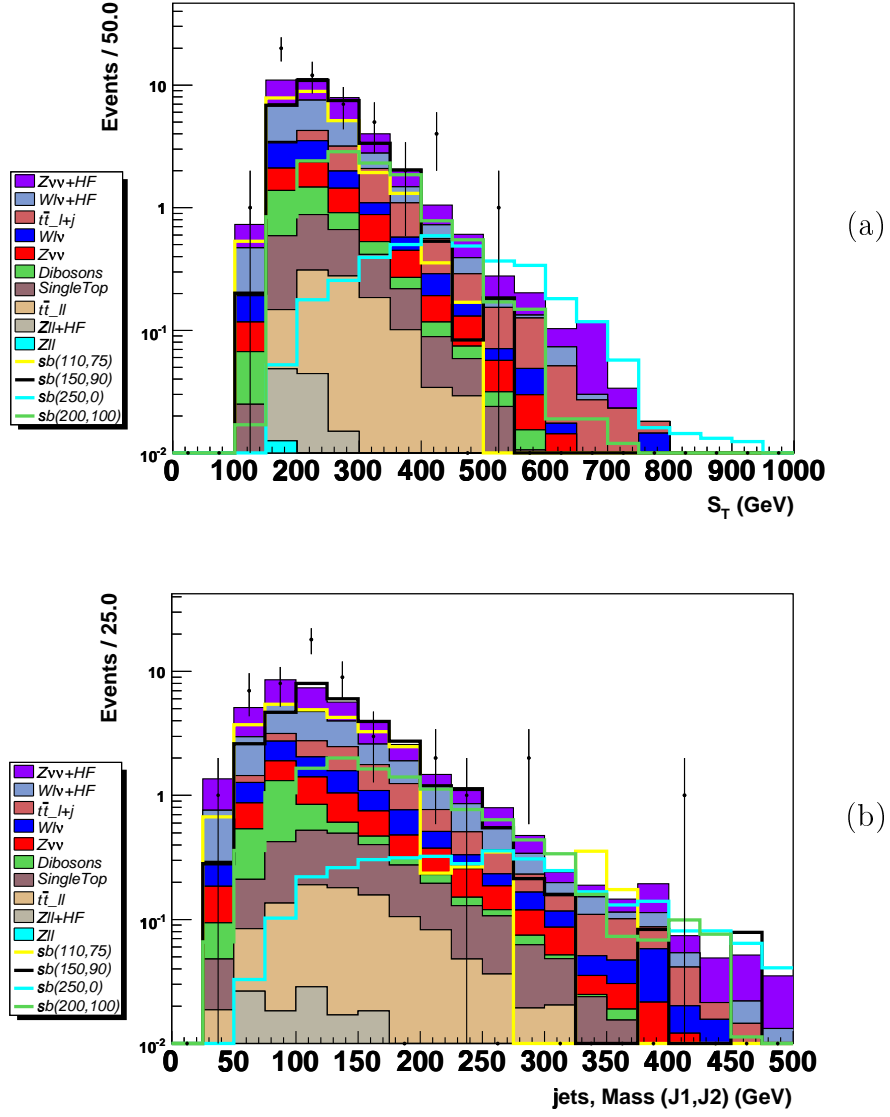 Events / 50.0
10
1
10⁻¹
10⁻²
0 100 200 300 400 500 600 700 800 900 1000
S_T (GeV)
Zνν+HF
Wlν+HF
tt̄_l+j
Wlν
Zνν
Dibosons
SingleTop
tt̄_ll
Zll+HF
Zll
sb(110,75)
sb(150,90)
sb(250,0)
sb(200,100)
(a)
Events / 25.0
10
1
10⁻¹
10⁻²
0 50 100 150 200 250 300 350 400 450 500
jets, Mass (J1,J2) (GeV)
Zνν+HF
Wlν+HF
tt̄_l+j
Wlν
Zνν
Dibosons
SingleTop
tt̄_ll
Zll+HF
Zll
sb(110,75)
sb(150,90)
sb(250,0)
sb(200,100)
(b)